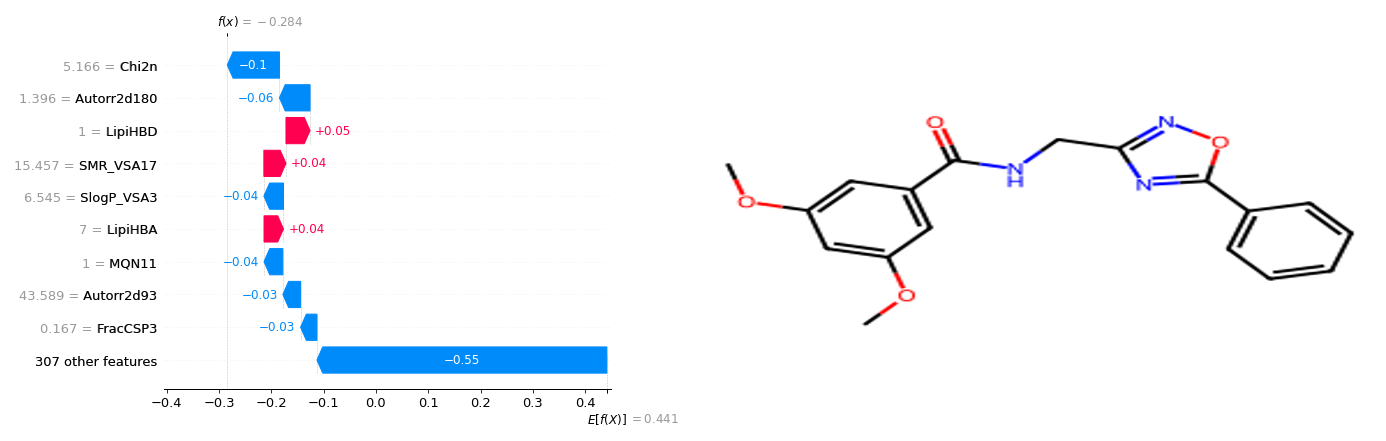 f(x) = −0.284
5.166 = Chi2n
−0.1
1.396 = Autorr2d180
−0.06
1 = LipiHBD
+0.05
15.457 = SMR_VSA17
+0.04
6.545 = SlogP_VSA3
−0.04
7 = LipiHBA
+0.04
1 = MQN11
−0.04
43.589 = Autorr2d93
−0.03
0.167 = FracCSP3
−0.03
307 other features
−0.55
−0.4 −0.3 −0.2 −0.1 0.0 0.1 0.2 0.3 0.4
E[f(X)] = 0.441
O
N
O
N
H
N
O
O